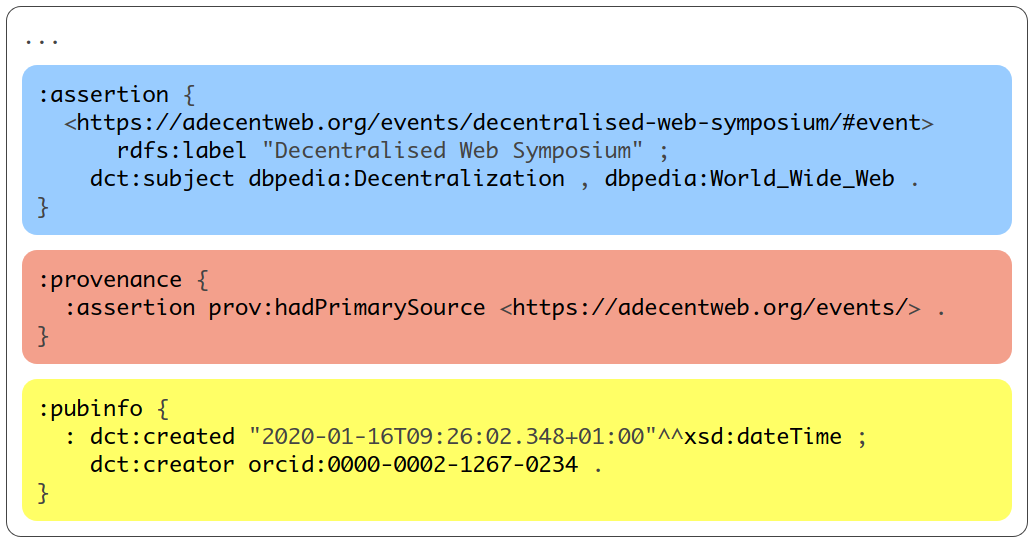 ...
:assertion {
<https://adecentweb.org/events/decentralised-web-symposium/#event>
rdfs:label "Decentralised Web Symposium" ;
dct:subject dbpedia:Decentralization , dbpedia:World_Wide_Web .
}
:provenance {
:assertion prov:hadPrimarySource <https://adecentweb.org/events/> .
}
:pubinfo {
: dct:created "2020-01-16T09:26:02.348+01:00"^^xsd:dateTime ;
dct:creator orcid:0000-0002-1267-0234 .
}